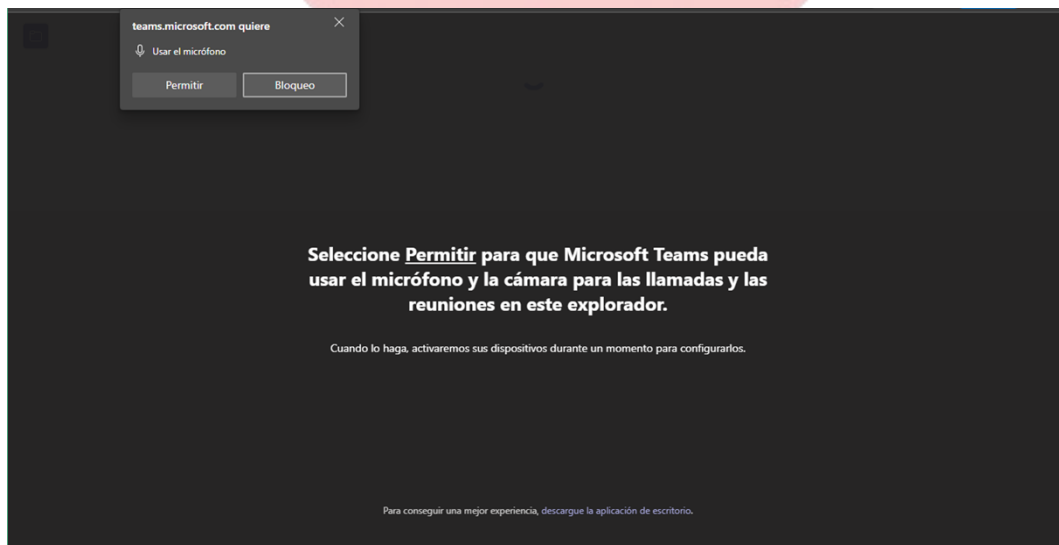 teams.microsoft.com quiere
Usar el micrófono
Permitir
Bloqueo
Seleccione Permitir para que Microsoft Teams pueda
usar el micrófono y la cámara para las llamadas y las
reuniones en este explorador.
Cuando lo haga, activaremos sus dispositivos durante un momento para configurarlos.
Para conseguir una mejor experiencia, descargue la aplicación de escritorio.